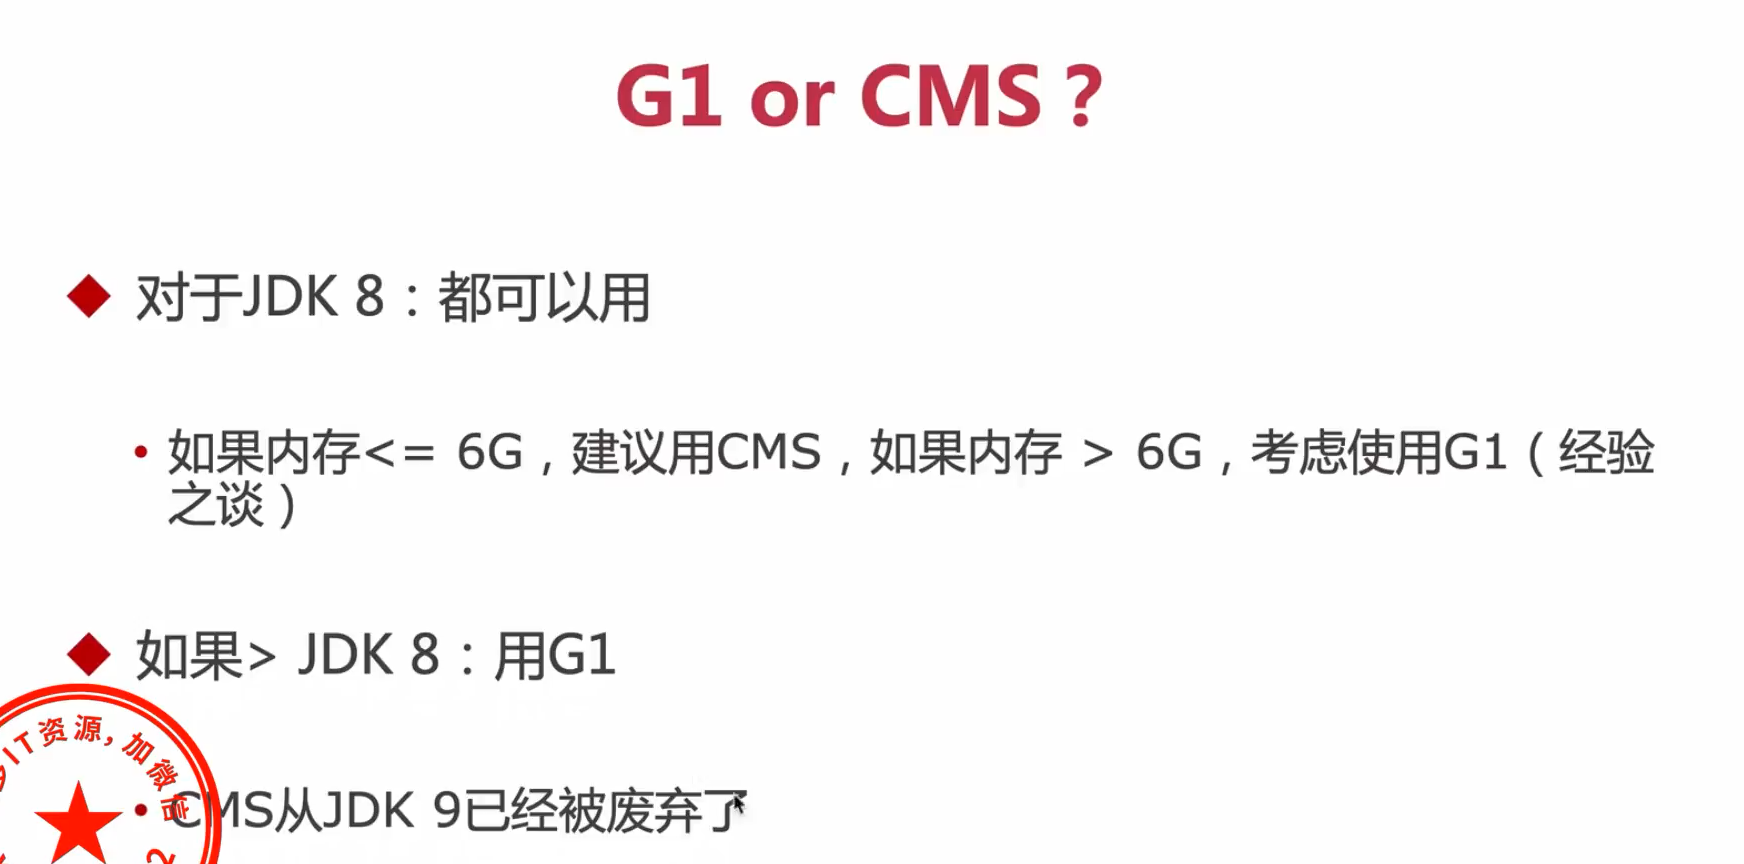 G1 or CMS？
对于JDK 8：都可以用
如果内存<= 6G，建议用CMS，如果内存 > 6G，考虑使用G1（经验
之谈）
如果> JDK 8：用G1
IT资源,加微信
CMS从JDK 9已经被废弃了
2